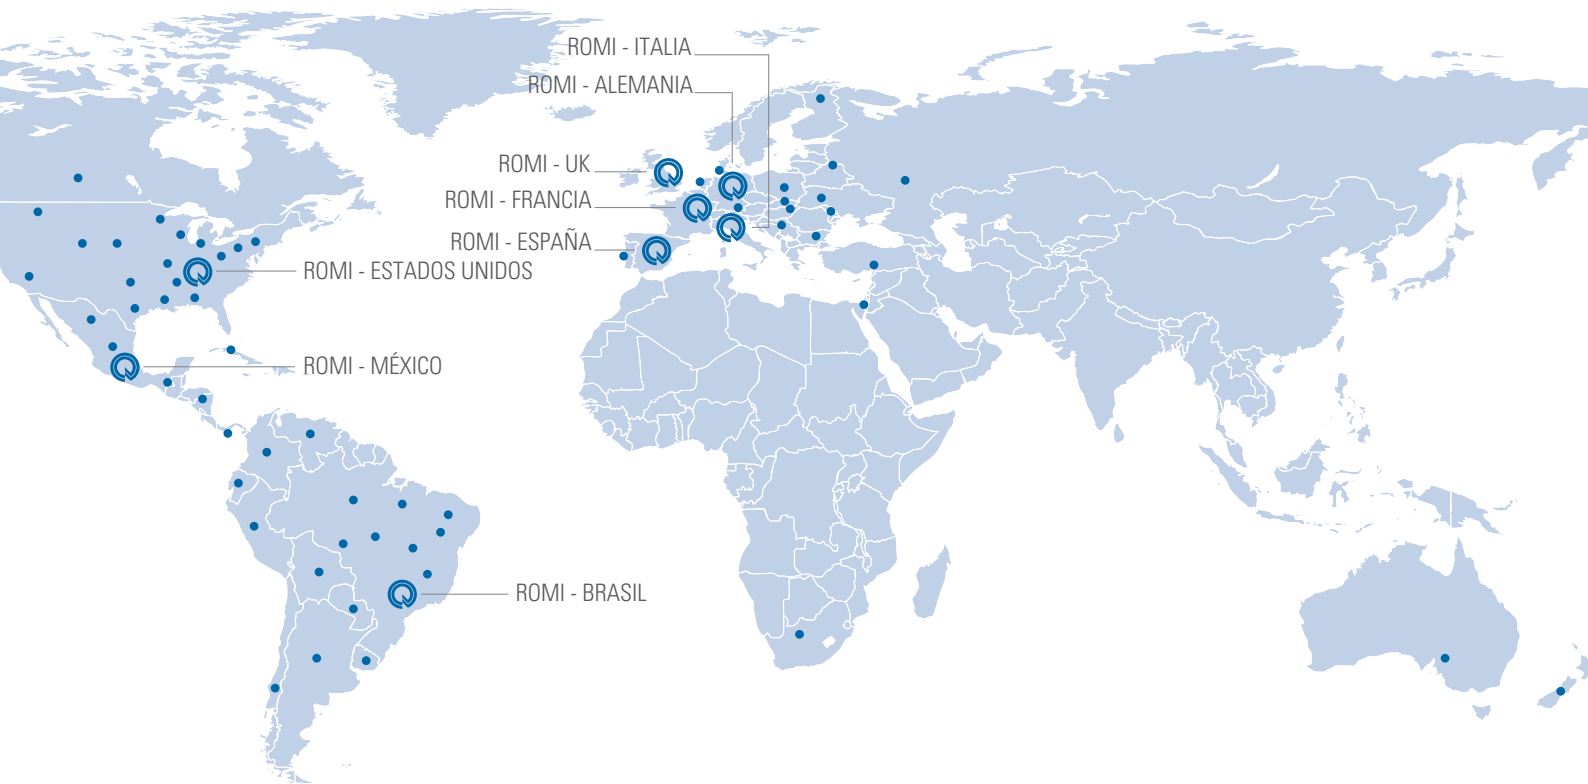 ROMI - ITALIA
ROMI - ALEMANIA
ROMI - UK
ROMI - FRANCIA
ROMI - ESPAÑA
ROMI - ESTADOS UNIDOS
ROMI - MÉXICO
ROMI - BRASIL